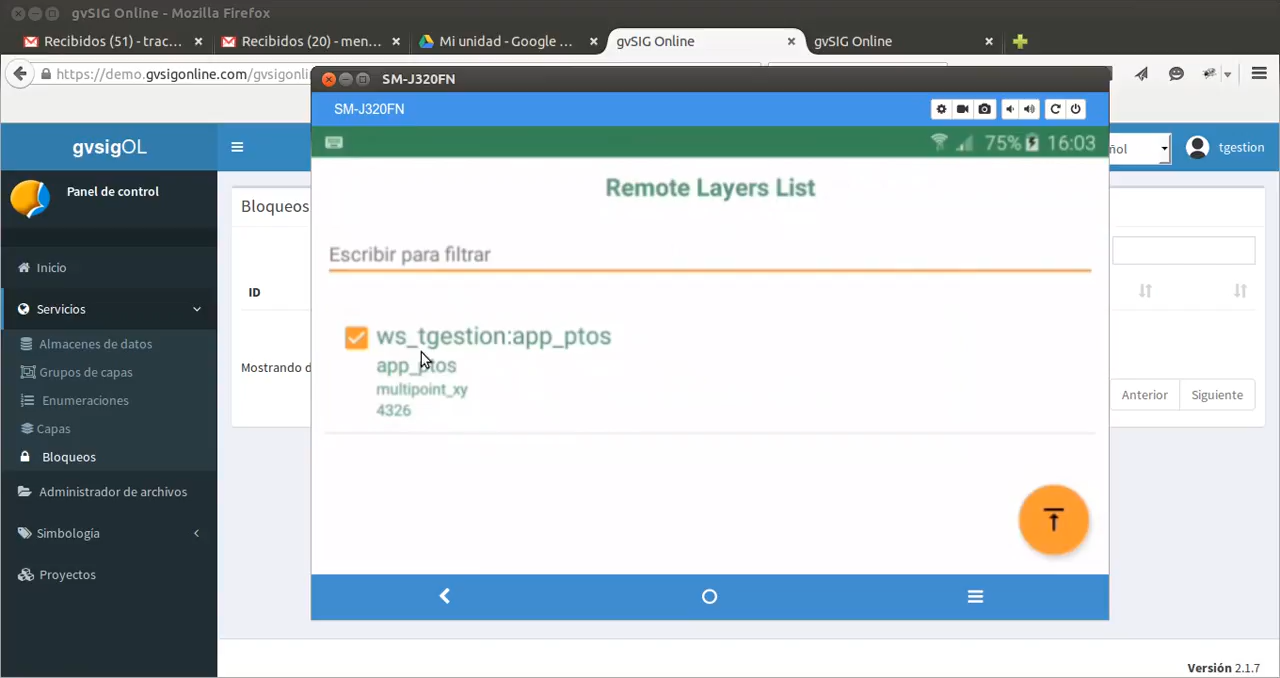 gvSIG Online - Mozilla Firefox
Recibidos (51) - trac...
Recibidos (20) - men...
Mi unidad - Google ...
gvSIG Online
gvSIG Online
https://demo.gvsigonline.com/gvsigonlin
SM-J320FN
SM-J320FN
75% 16:03
gvsigOL
ñol
tgestion
Panel de control
Bloqueos
Remote Layers List
Escribir para filtrar
Inicio
ID
Servicios
ws_tgestion:app_ptos
Almacenes de datos
app_ptos
Mostrando d
Grupos de capas
multipoint_xy
Anterior
Siguiente
Enumeraciones
4326
Capas
Bloqueos
Administrador de archivos
Simbología
Proyectos
Versión 2.1.7